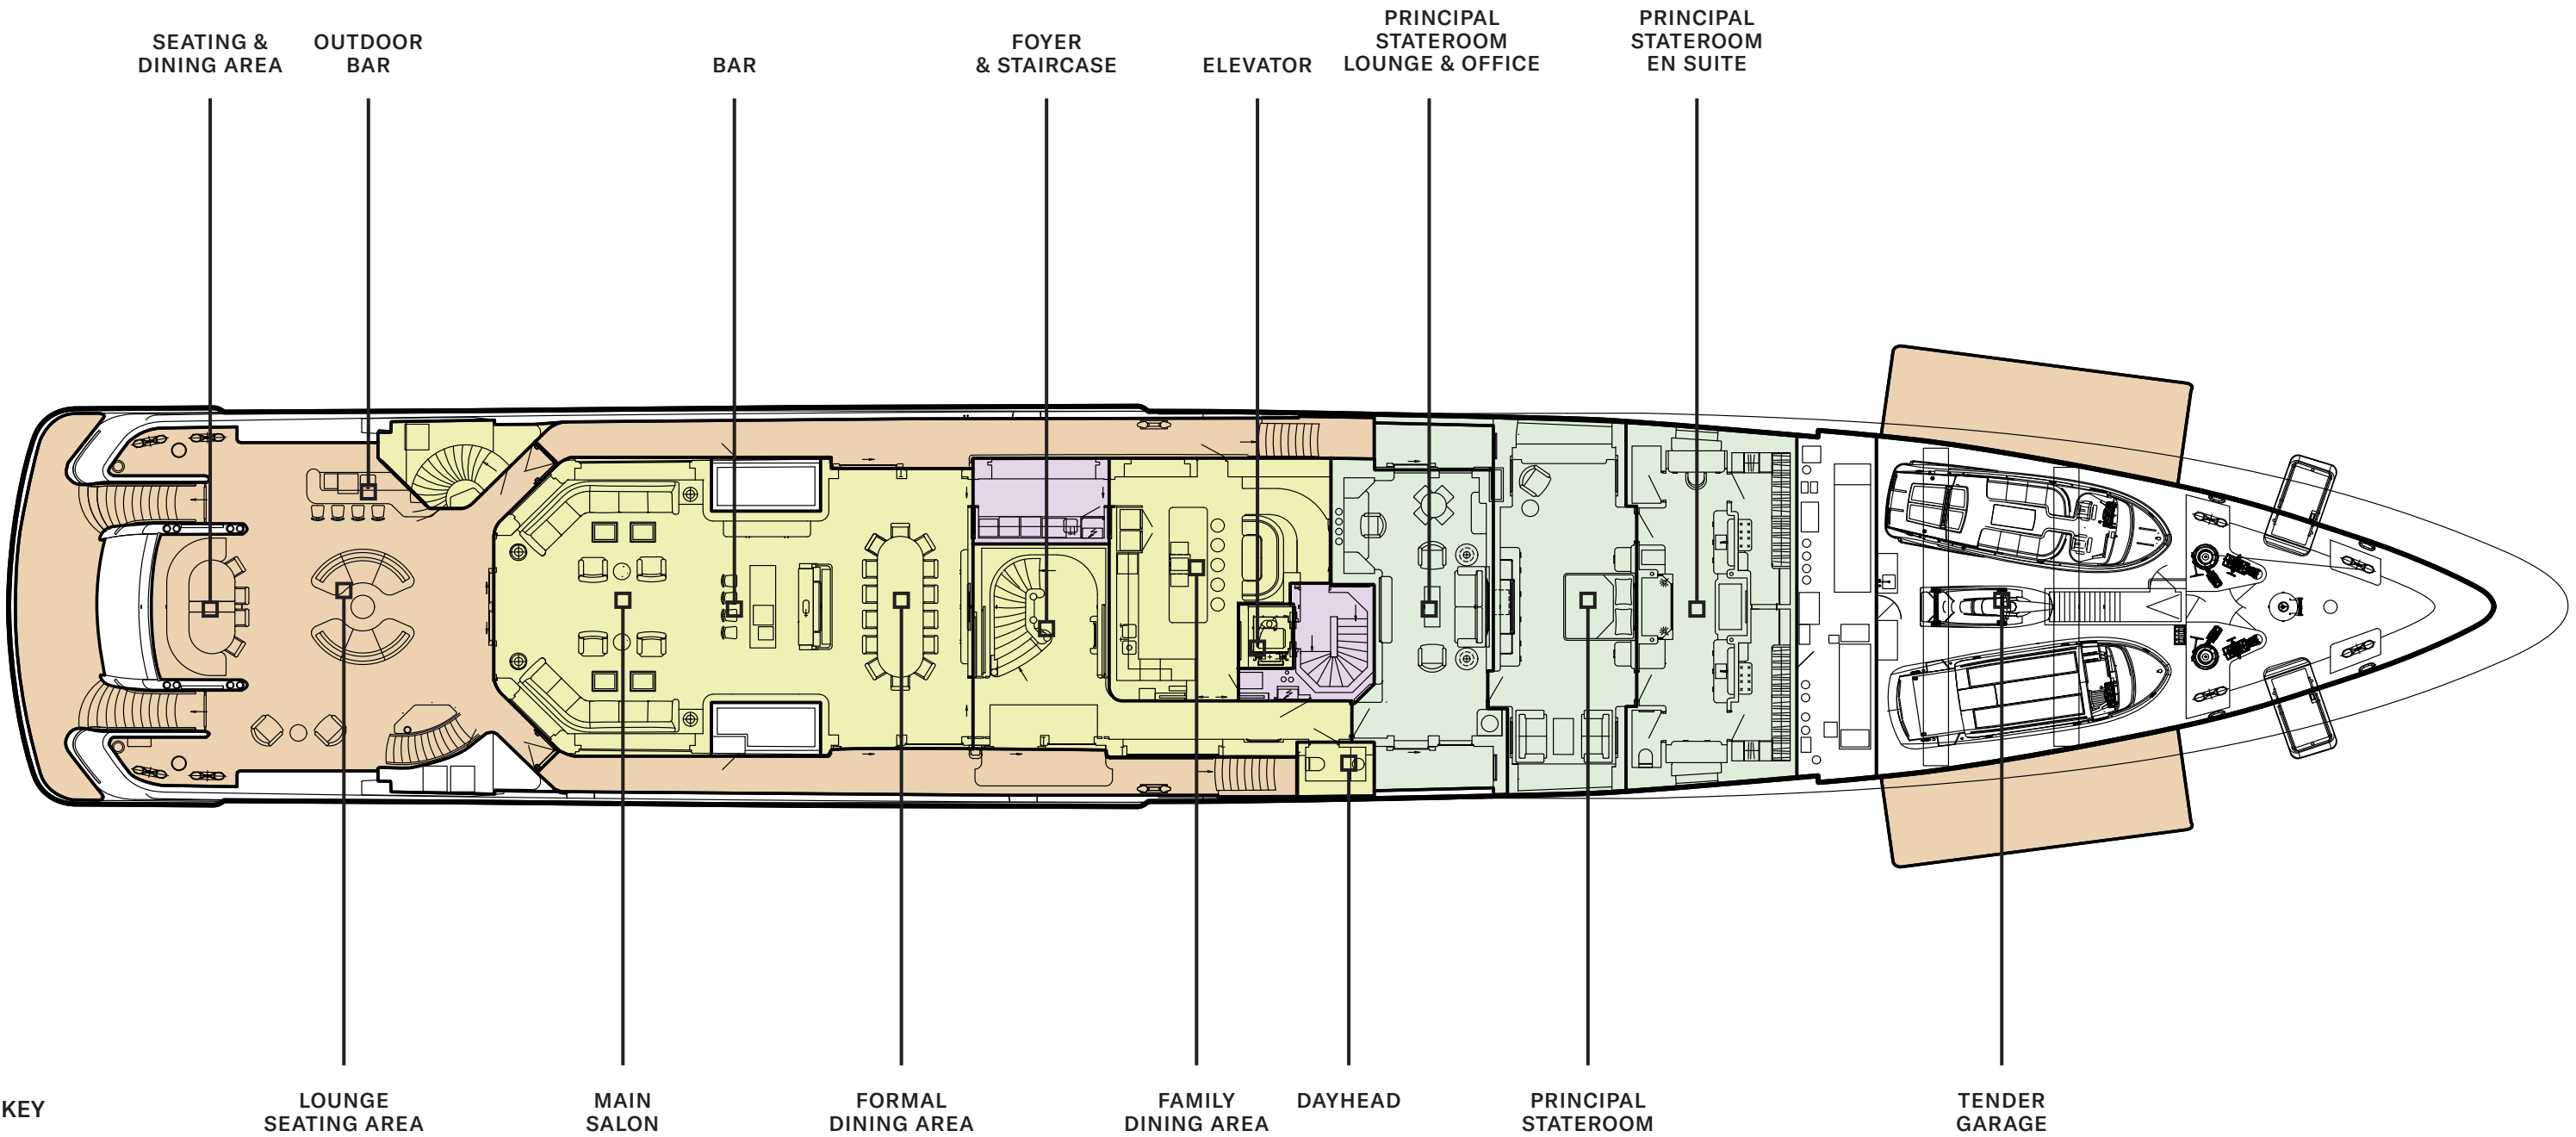 SEATING &
DINING AREA
OUTDOOR
BAR
BAR
FOYER
& STAIRCASE
ELEVATOR
PRINCIPAL
STATEROOM
LOUNGE & OFFICE
PRINCIPAL
STATEROOM
EN SUITE
KEY
LOUNGE
SEATING AREA
MAIN
SALON
FORMAL
DINING AREA
FAMILY
DINING AREA
DAYHEAD
PRINCIPAL
STATEROOM
TENDER
GARAGE